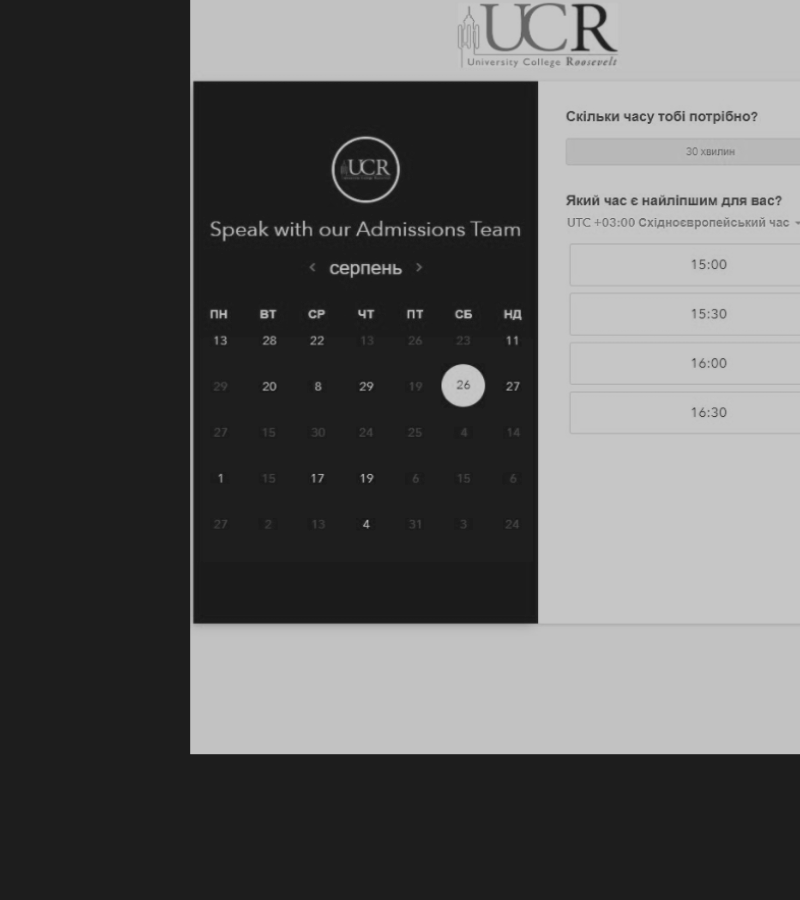 UCR
University College Roosevelt
UCR
Speak with our Admissions Team
‹ серпень ›
ПН ВТ СР ЧТ ПТ СБ НД
13 28 22 13 26 23 11
29 20 8 29 19 26 27
27 15 30 24 25 4 14
1 15 17 19 6 15 6
27 2 13 4 31 3 24
Скільки часу тобі потрібно?
30 хвилин
Який час є найліпшим для вас?
UTC +03:00 Східноєвропейський час
15:00
15:30
16:00
16:30